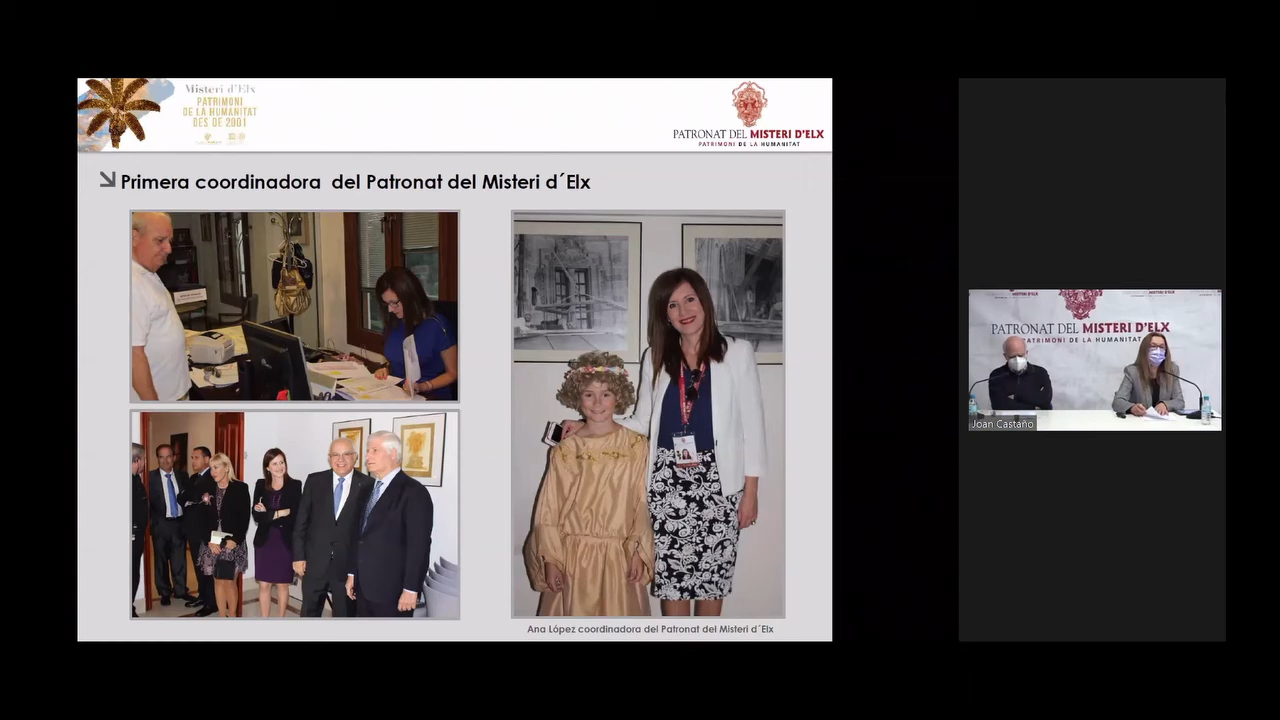 Misteri d'Elx
PATRIMONI
DE LA HUMANITAT
DES DE 2001
PATRONAT DEL MISTERI D'ELX
PATRIMONI DE LA HUMANITAT
Primera coordinadora del Patronat del Misteri d´Elx
Ana López coordinadora del Patronat del Misteri d´Elx
PATRONAT DEL MISTERI D'ELX
PATRIMONI DE LA HUMANITAT
Joan Castaño